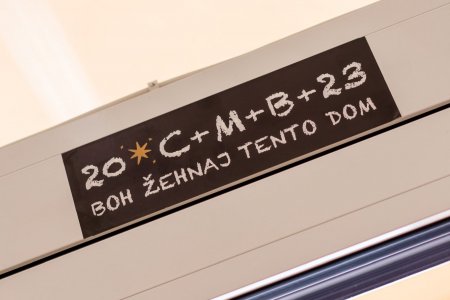 20 ✶ C+M+B+23
BOH ŽEHNAJ TENTO DOM